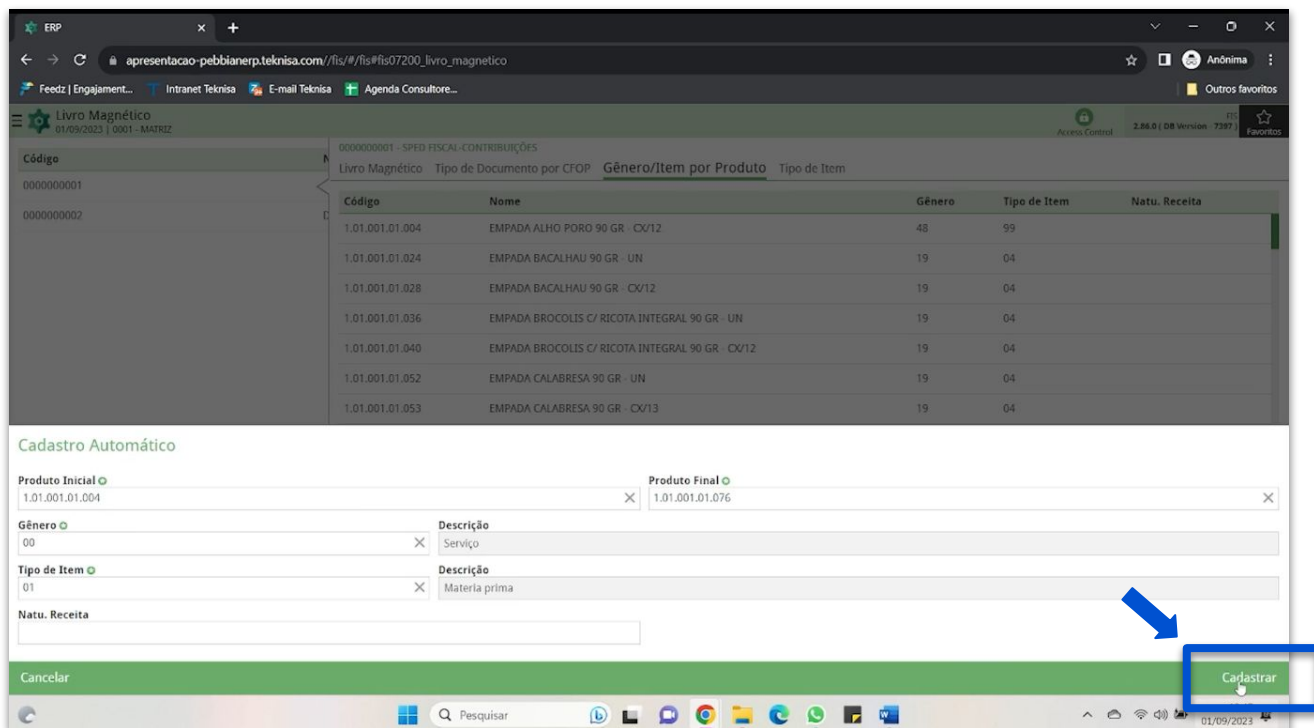 ERP
apresentacao-pebbianerp.teknisa.com//fis/#/fis#fis07200_livro_magnetico
Anônima
Feedz | Engajament... Intranet Teknisa E-mail Teknisa Agenda Consultore... Outros favoritos
Livro Magnético
01/09/2023 | 0001 - MATRIZ
Access Control
FIS
2.86.0 ( DB Version - 7397 )
Favoritos
Código N
0000000001
0000000002 D
0000000001 - SPED FISCAL-CONTRIBUIÇÕES
Livro Magnético Tipo de Documento por CFOP Gênero/Item por Produto Tipo de Item
Código Nome Gênero Tipo de Item Natu. Receita
1.01.001.01.004 EMPADA ALHO PORO 90 GR - CX/12 48 99
1.01.001.01.024 EMPADA BACALHAU 90 GR - UN 19 04
1.01.001.01.028 EMPADA BACALHAU 90 GR - CX/12 19 04
1.01.001.01.036 EMPADA BROCOLIS C/ RICOTA INTEGRAL 90 GR - UN 19 04
1.01.001.01.040 EMPADA BROCOLIS C/ RICOTA INTEGRAL 90 GR - CX/12 19 04
1.01.001.01.052 EMPADA CALABRESA 90 GR - UN 19 04
1.01.001.01.053 EMPADA CALABRESA 90 GR - CX/13 19 04
Cadastro Automático
Produto Inicial Produto Final
1.01.001.01.004 1.01.001.01.076
Gênero Descrição
00 Serviço
Tipo de Item Descrição
01 Materia prima
Natu. Receita
Cancelar Cadastrar
Pesquisar
01/09/2023